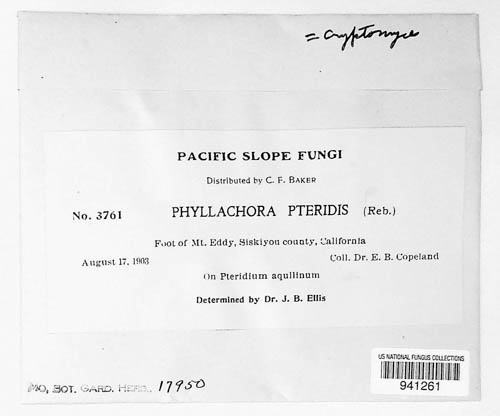 = Cryptomyce
PACIFIC SLOPE FUNGI
Distributed by C. F. BAKER
No. 3761 PHYLLACHORA PTERIDIS (Reb.)
Foot of Mt. Eddy, Siskiyou county, California
August 17, 1903 Coll. Dr. E. B. Copeland
On Pteridium aquilinum
Determined by Dr. J. B. Ellis
US NATIONAL FUNGUS COLLECTIONS
941261
MO. BOT. GARD. HERB. 17950